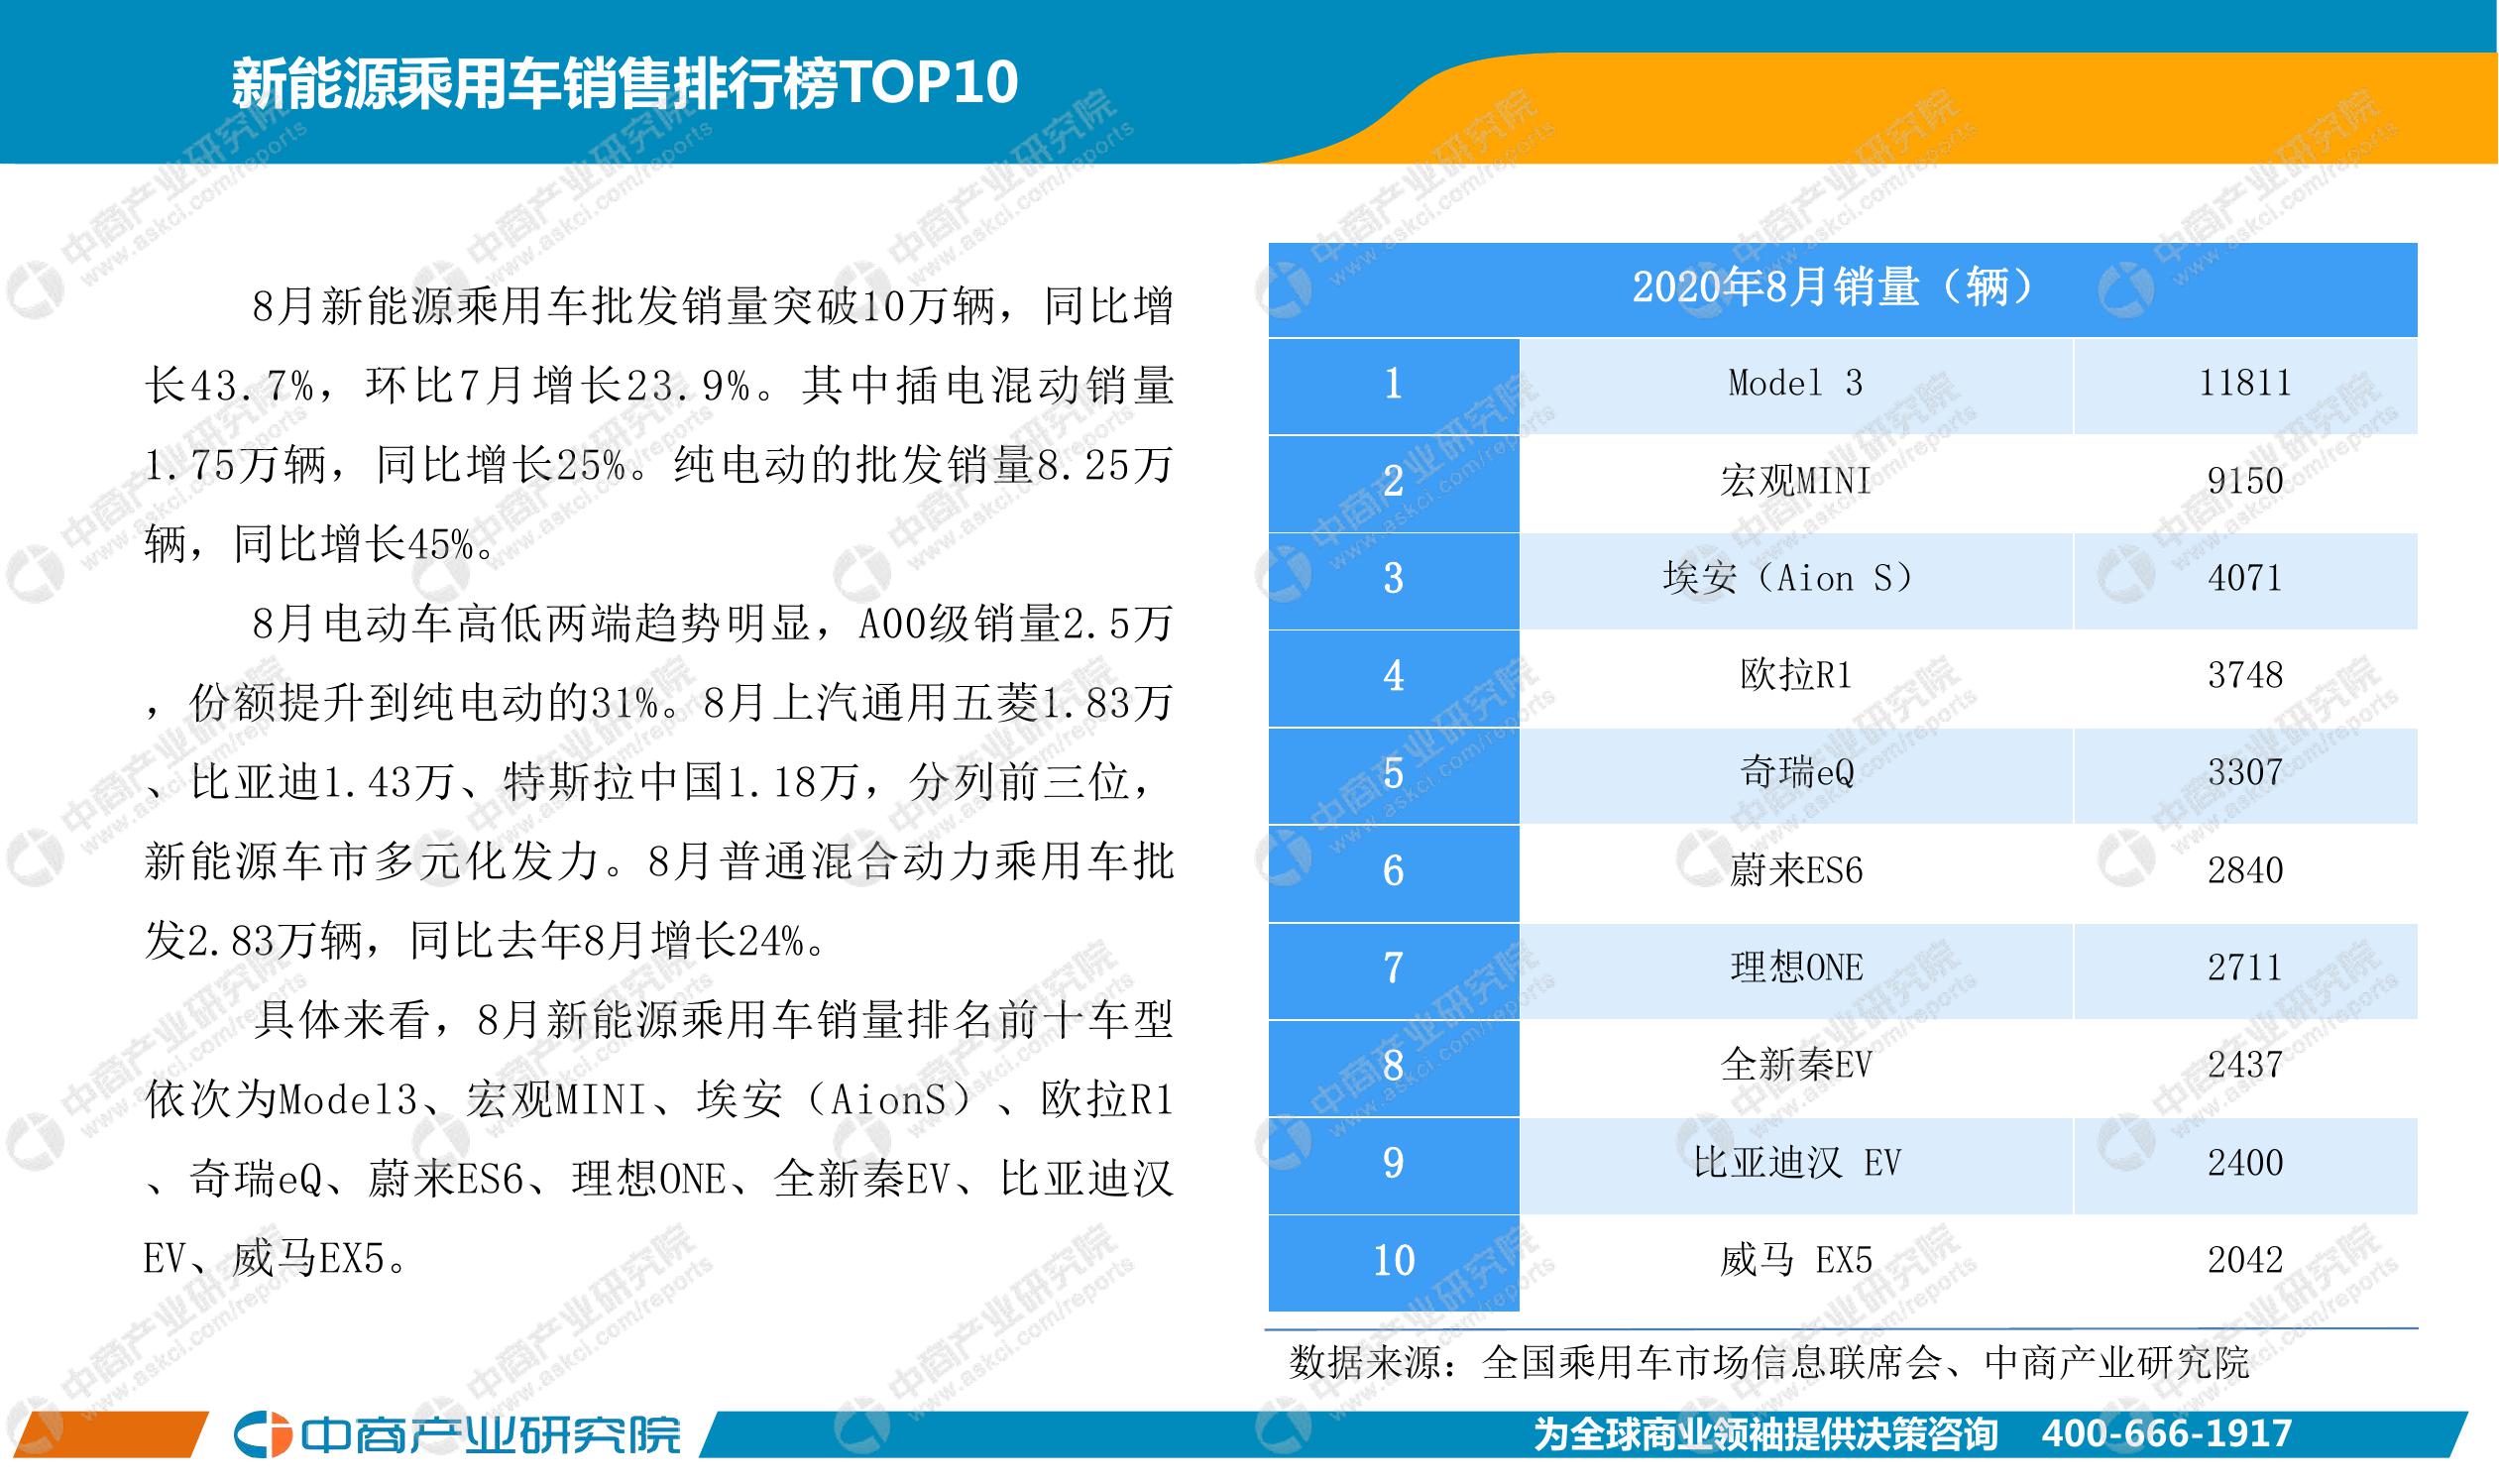 新能源乘用车销售排行榜TOP10
8月新能源乘用车批发销量突破10万辆，同比增
长43.7%，环比7月增长23.9%。其中插电混动销量
1.75万辆，同比增长25%。纯电动的批发销量8.25万
辆，同比增长45%。
8月电动车高低两端趋势明显，A00级销量2.5万
，份额提升到纯电动的31%。8月上汽通用五菱1.83万
、比亚迪1.43万、特斯拉中国1.18万，分列前三位，
新能源车市多元化发力。8月普通混合动力乘用车批
发2.83万辆，同比去年8月增长24%。
具体来看，8月新能源乘用车销量排名前十车型
依次为Model3、宏观MINI、埃安（AionS）、欧拉R1
、奇瑞eQ、蔚来ES6、理想ONE、全新秦EV、比亚迪汉
EV、威马EX5。
2020年8月销量（辆）
1 Model 3 11811
2 宏观MINI 9150
3 埃安（Aion S） 4071
4 欧拉R1 3748
5 奇瑞eQ 3307
6 蔚来ES6 2840
7 理想ONE 2711
8 全新秦EV 2437
9 比亚迪汉 EV 2400
10 威马 EX5 2042
数据来源：全国乘用车市场信息联席会、中商产业研究院
中商产业研究院
为全球商业领袖提供决策咨询 400-666-1917
中商产业研究院
www.askci.com/reports